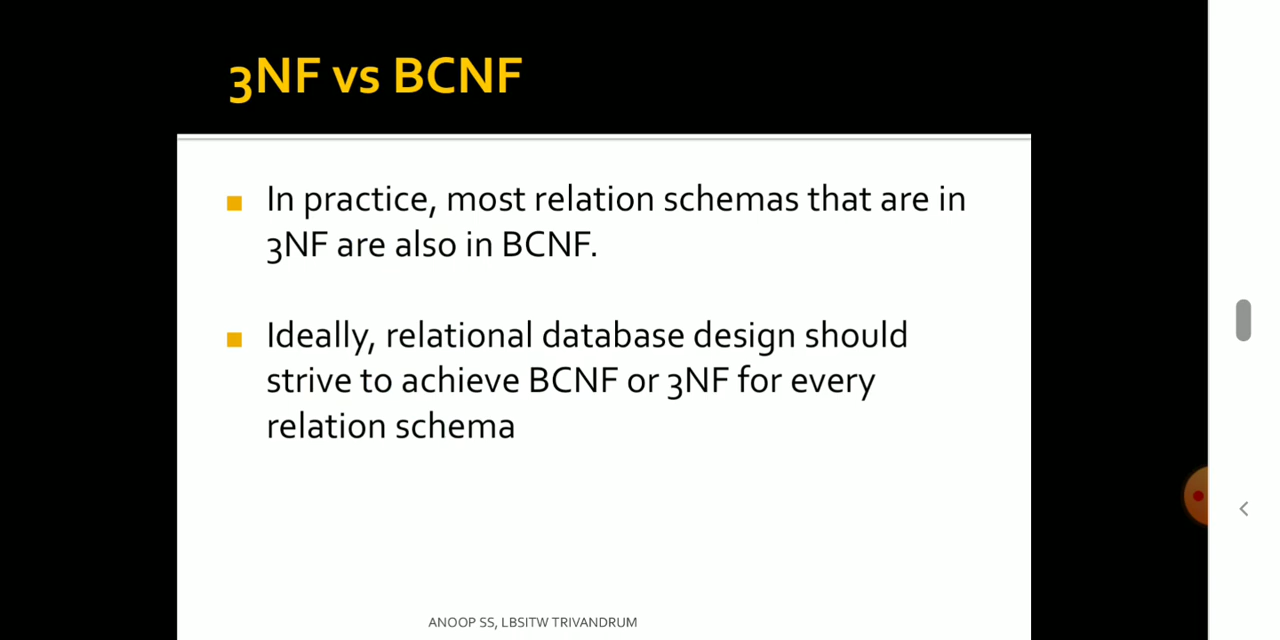 3NF vs BCNF
In practice, most relation schemas that are in
3NF are also in BCNF.
Ideally, relational database design should
strive to achieve BCNF or 3NF for every
relation schema
ANOOP SS, LBSITW TRIVANDRUM